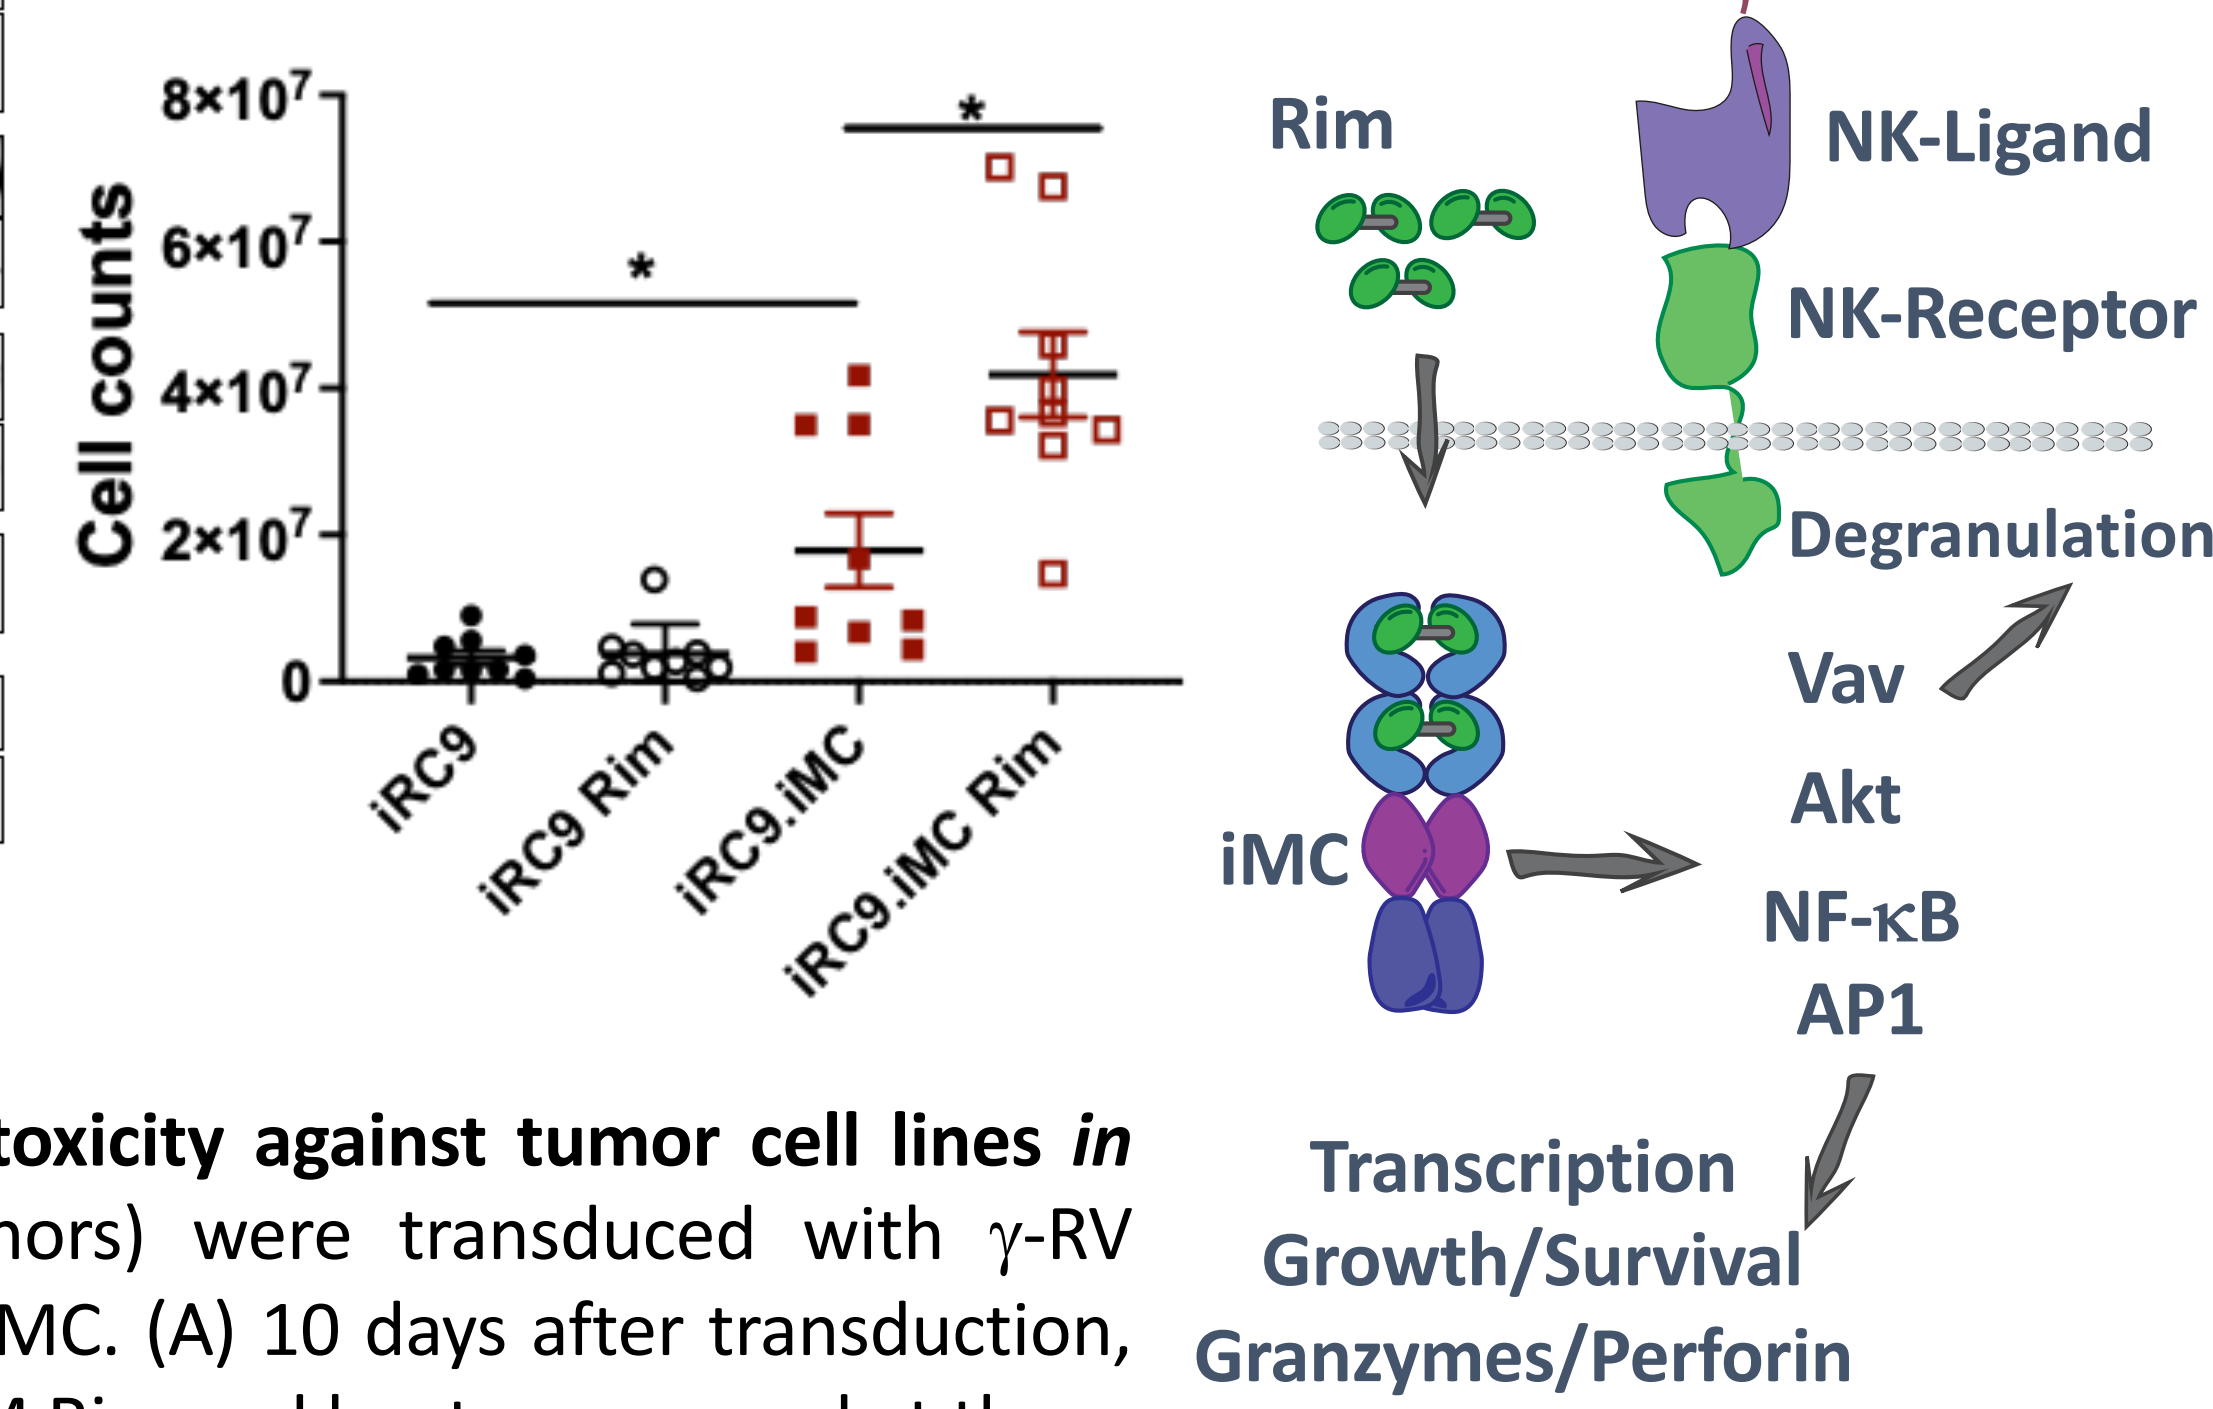 8×10⁷
6×10⁷
4×10⁷
2×10⁷
0
Cell counts
*
*
iRC9
iRC9 Rim
iRC9.iMC
iRC9.iMC Rim
Rim
NK-Ligand
NK-Receptor
Degranulation
Vav
Akt
NF-κB
AP1
iMC
Transcription
Growth/Survival
Granzymes/Perforin
toxicity against tumor cell lines in
nors) were transduced with γ-RV
MC. (A) 10 days after transduction,